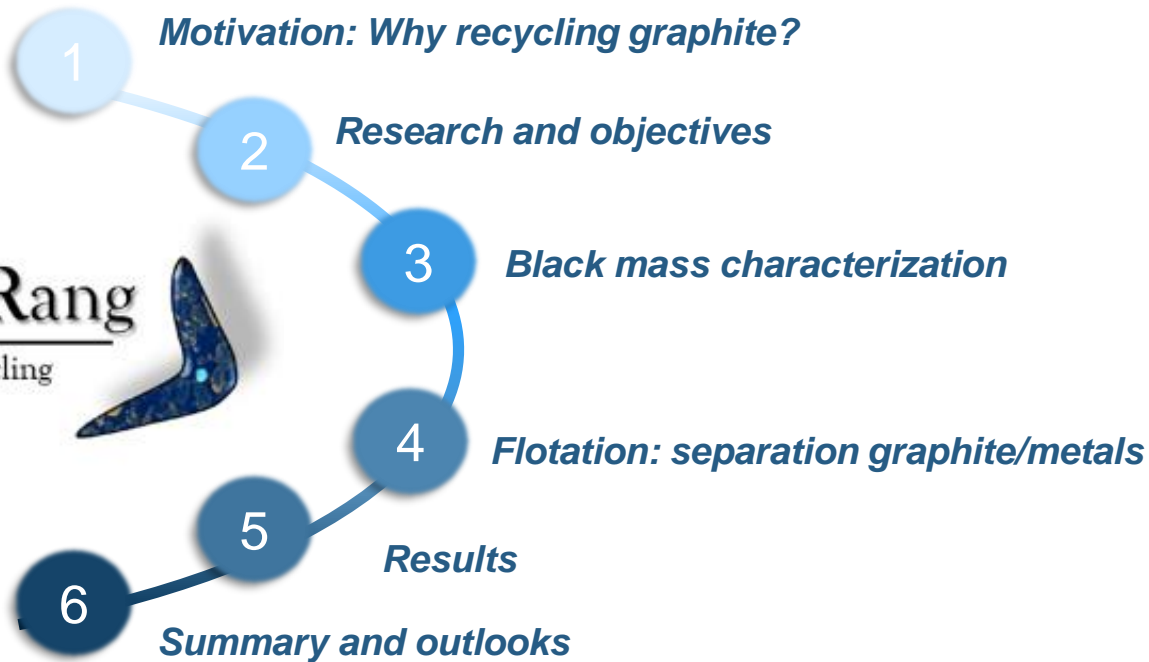 1
Motivation: Why recycling graphite?
2
Research and objectives
3
Black mass characterization
Rang
ling
4
Flotation: separation graphite/metals
5
Results
6
Summary and outlooks